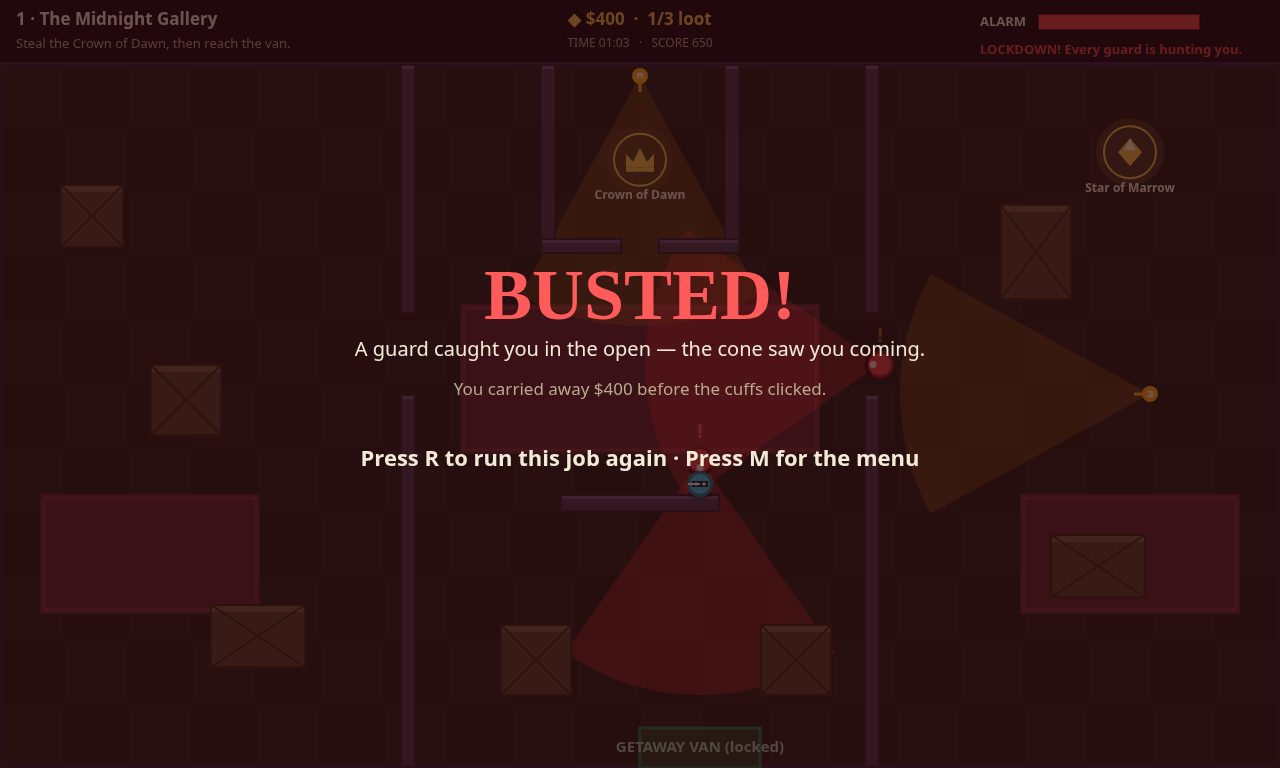 1 · The Midnight Gallery
Steal the Crown of Dawn, then reach the van.
◆ $400 · 1/3 loot
TIME 01:03 · SCORE 650
ALARM
LOCKDOWN! Every guard is hunting you.
Crown of Dawn
Star of Marrow
BUSTED!
!
A guard caught you in the open — the cone saw you coming.
You carried away $400 before the cuffs clicked.
!
Press R to run this job again · Press M for the menu
GETAWAY VAN (locked)